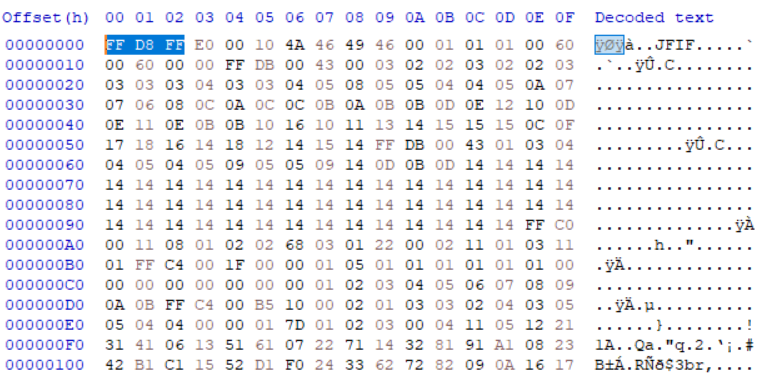 Offset(h) 00 01 02 03 04 05 06 07 08 09 0A 0B 0C 0D 0E 0F Decoded text
00000000 FF D8 FF E0 00 10 4A 46 49 46 00 01 01 01 00 60 ÿØÿà..JFIF.....`
00000010 00 60 00 00 FF DB 00 43 00 03 02 02 03 02 02 03 .`..ÿÛ.C........
00000020 03 03 03 04 03 03 04 05 08 05 05 04 04 05 0A 07 ................
00000030 07 06 08 0C 0A 0C 0C 0B 0A 0B 0B 0D 0E 12 10 0D ................
00000040 0E 11 0E 0B 0B 10 16 10 11 13 14 15 15 15 0C 0F ................
00000050 17 18 16 14 18 12 14 15 14 FF DB 00 43 01 03 04 .........ÿÛ.C...
00000060 04 05 04 05 09 05 05 09 14 0D 0B 0D 14 14 14 14 ................
00000070 14 14 14 14 14 14 14 14 14 14 14 14 14 14 14 14 ................
00000080 14 14 14 14 14 14 14 14 14 14 14 14 14 14 14 14 ................
00000090 14 14 14 14 14 14 14 14 14 14 14 14 14 14 FF C0 ..............ÿÀ
000000A0 00 11 08 01 02 02 68 03 01 22 00 02 11 01 03 11 ......h.."......
000000B0 01 FF C4 00 1F 00 00 01 05 01 01 01 01 01 01 00 .ÿÄ.............
000000C0 00 00 00 00 00 00 00 01 02 03 04 05 06 07 08 09 ................
000000D0 0A 0B FF C4 00 B5 10 00 02 01 03 03 02 04 03 05 ..ÿÄ.µ..........
000000E0 05 04 04 00 00 01 7D 01 02 03 00 04 11 05 12 21 ......}........!
000000F0 31 41 06 13 51 61 07 22 71 14 32 81 91 A1 08 23 1A..Qa."q.2.‘¡.#
00000100 42 B1 C1 15 52 D1 F0 24 33 62 72 82 09 0A 16 17 B±Á.RÑð$3br‚....